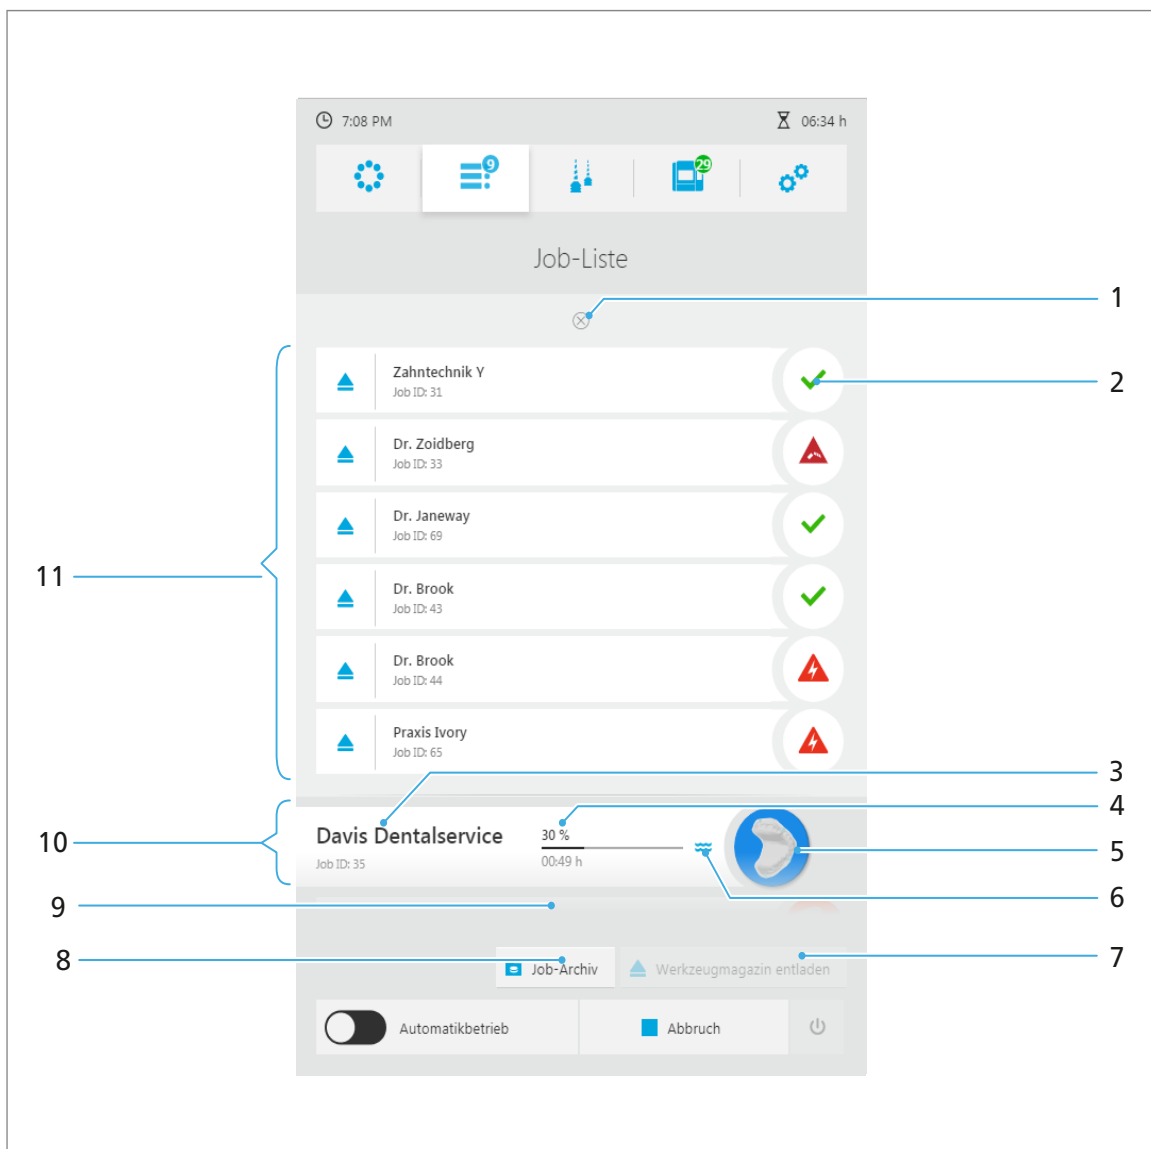 7:08 PM
06:34 h
9
29
Job-Liste
1
Zahntechnik Y
Job ID: 31
2
Dr. Zoidberg
Job ID: 33
Dr. Janeway
Job ID: 69
11
Dr. Brook
Job ID: 43
Dr. Brook
Job ID: 44
Praxis Ivory
Job ID: 65
3
4
10
Davis Dentalservice
Job ID: 35
30 %
00:49 h
5
6
9
8
7
Job-Archiv
Werkzeugmagazin entladen
Automatikbetrieb
Abbruch